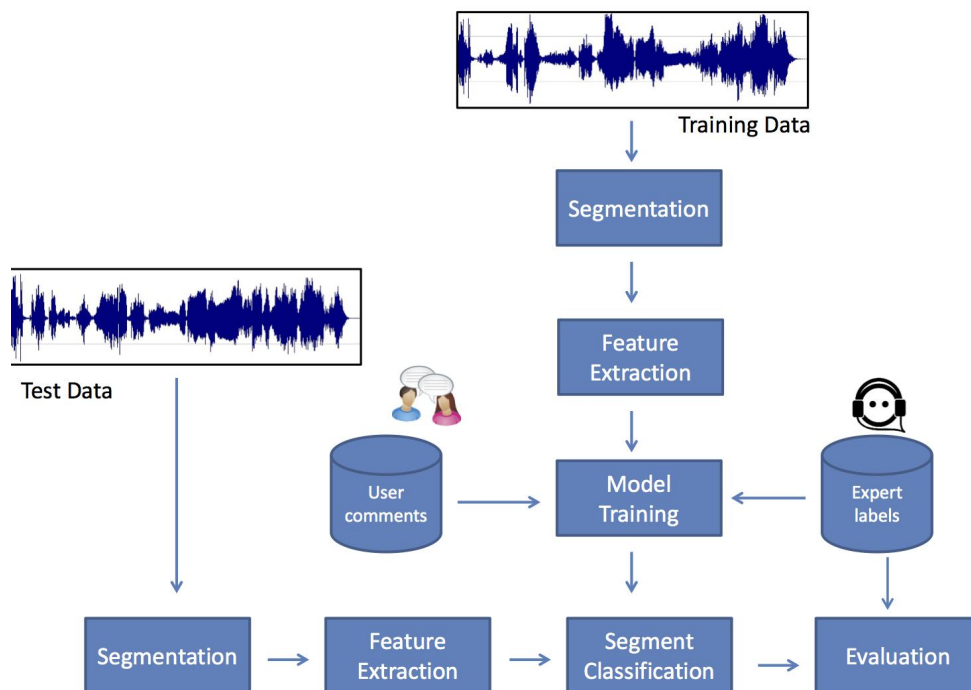 Training Data
Segmentation
Feature
Extraction
Test Data
User
comments
Model
Training
Expert
labels
Segmentation
Feature
Extraction
Segment
Classification
Evaluation